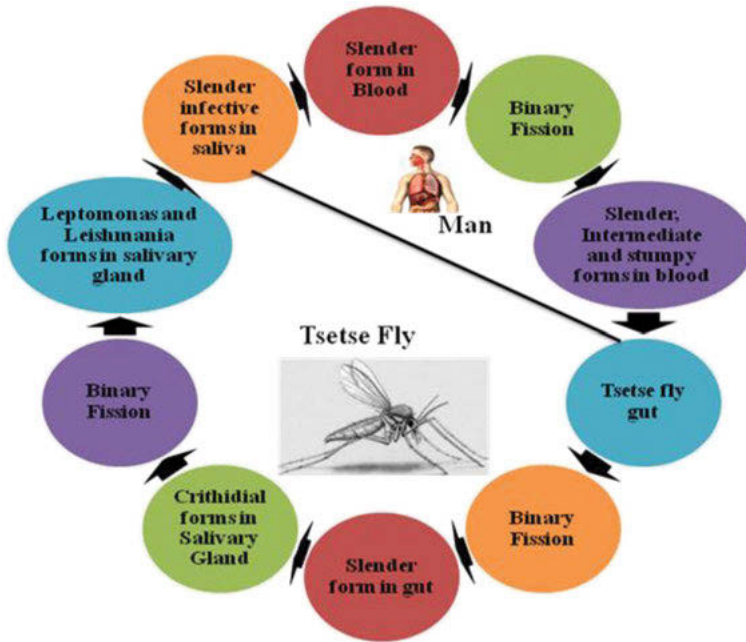 Slender
form in
Blood
Binary
Fission
Slender,
Intermediate
and stumpy
forms in blood
Tsetse fly
gut
Binary
Fission
Slender
form in gut
Crithidial
forms in
Salivary
Gland
Binary
Fission
Leptomonas and
Leishmania
forms in salivary
gland
Slender
infective
forms in
saliva
Man
Tsetse Fly